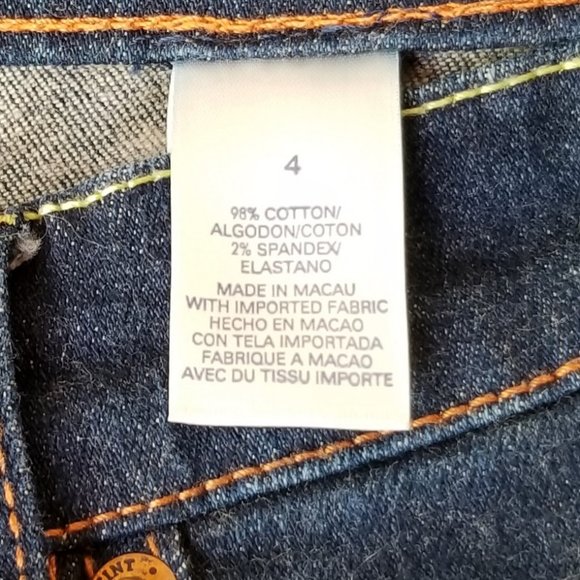 4
98% COTTON/
ALGODON/COTON
2% SPANDEX/
ELASTANO
MADE IN MACAU
WITH IMPORTED FABRIC
HECHO EN MACAO
CON TELA IMPORTADA
FABRIQUE A MACAO
AVEC DU TISSU IMPORTE